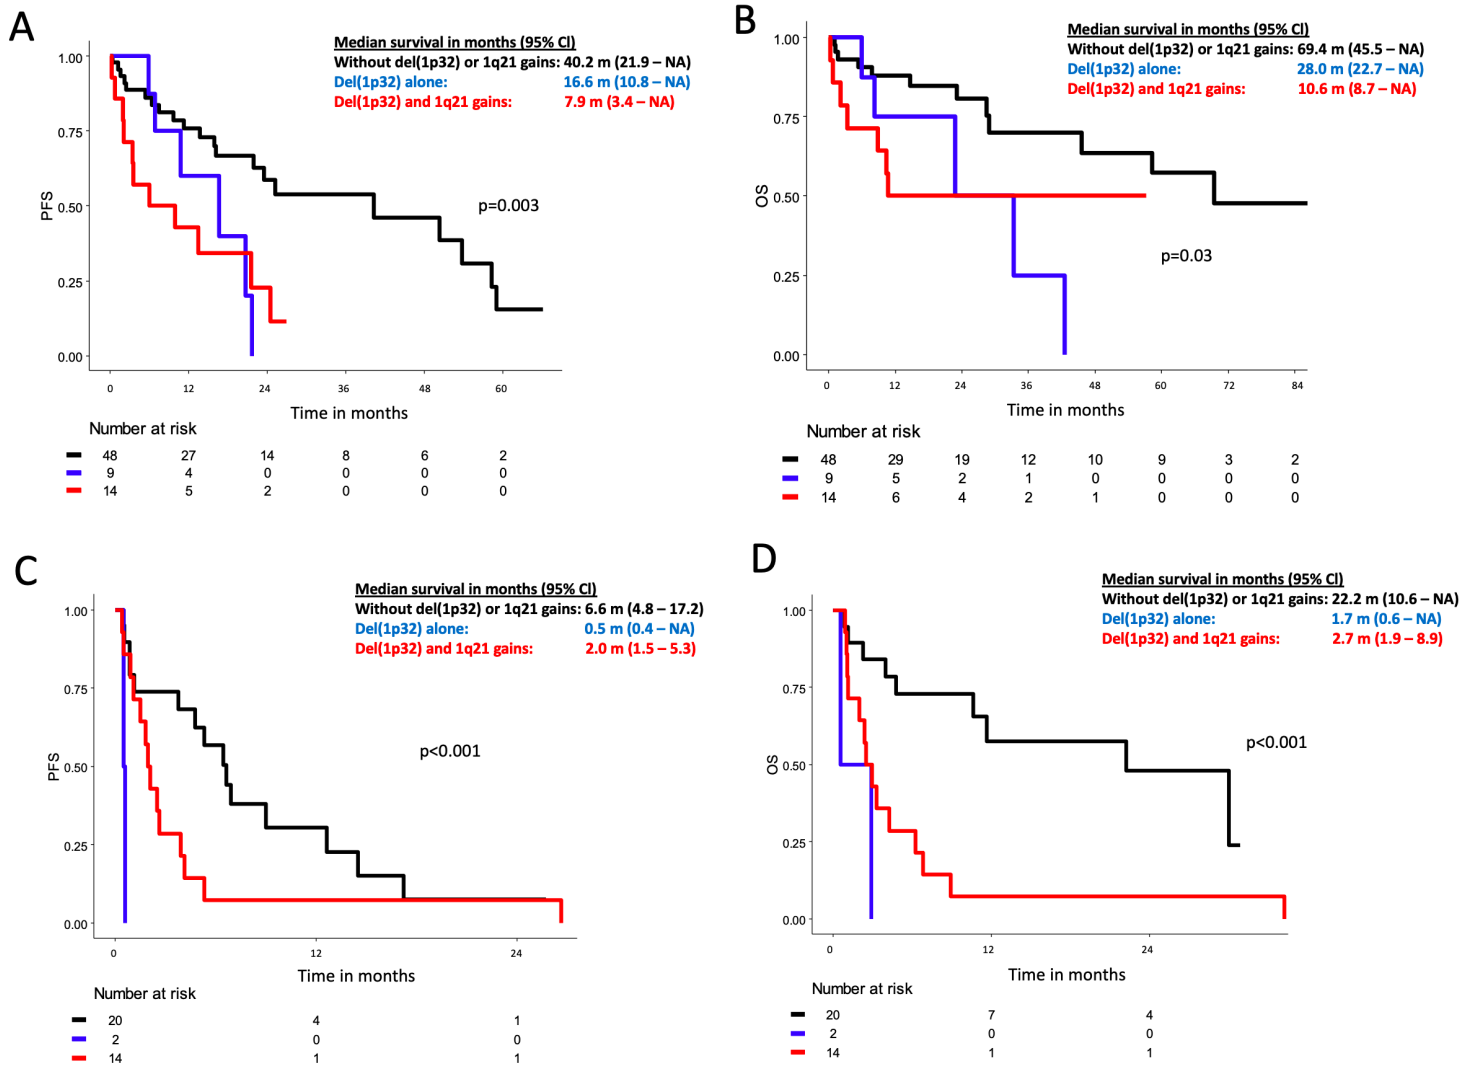 A
Median survival in months (95% CI)
Without del(1p32) or 1q21 gains: 40.2 m (21.9 – NA)
Del(1p32) alone: 16.6 m (10.8 – NA)
Del(1p32) and 1q21 gains: 7.9 m (3.4 – NA)
1.00
0.75
0.50
0.25
0.00
PFS
p=0.003
0 12 24 36 48 60
Time in months
Number at risk
48 27 14 8 6 2
9 4 0 0 0 0
14 5 2 0 0 0
B
Median survival in months (95% CI)
Without del(1p32) or 1q21 gains: 69.4 m (45.5 – NA)
Del(1p32) alone: 28.0 m (22.7 – NA)
Del(1p32) and 1q21 gains: 10.6 m (8.7 – NA)
1.00
0.75
0.50
0.25
0.00
OS
p=0.03
0 12 24 36 48 60 72 84
Time in months
Number at risk
48 29 19 12 10 9 3 2
9 5 2 1 0 0 0 0
14 6 4 2 1 0 0 0
C
Median survival in months (95% CI)
Without del(1p32) or 1q21 gains: 6.6 m (4.8 – 17.2)
Del(1p32) alone: 0.5 m (0.4 – NA)
Del(1p32) and 1q21 gains: 2.0 m (1.5 – 5.3)
1.00
0.75
0.50
0.25
0.00
PFS
p<0.001
0 12 24
Time in months
Number at risk
20 4 1
2 0 0
14 1 1
D
Median survival in months (95% CI)
Without del(1p32) or 1q21 gains: 22.2 m (10.6 – NA)
Del(1p32) alone: 1.7 m (0.6 – NA)
Del(1p32) and 1q21 gains: 2.7 m (1.9 – 8.9)
1.00
0.75
0.50
0.25
0.00
OS
p<0.001
0 12 24
Time in months
Number at risk
20 7 4
2 0 0
14 1 1